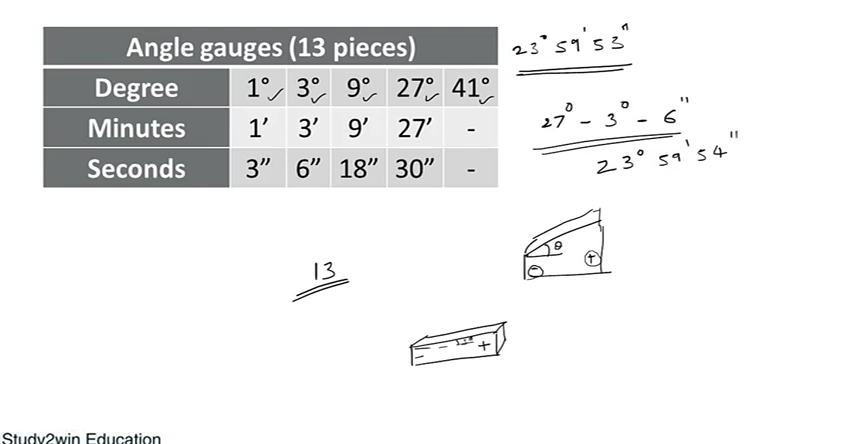 Angle gauges (13 pieces)
Degree 1° 3° 9° 27° 41°
Minutes 1’ 3’ 9’ 27’ -
Seconds 3” 6” 18” 30” -
23° 59' 53"
27° - 3° - 6"
23° 59' 54"
θ
- +
13
- +
Study2win Education